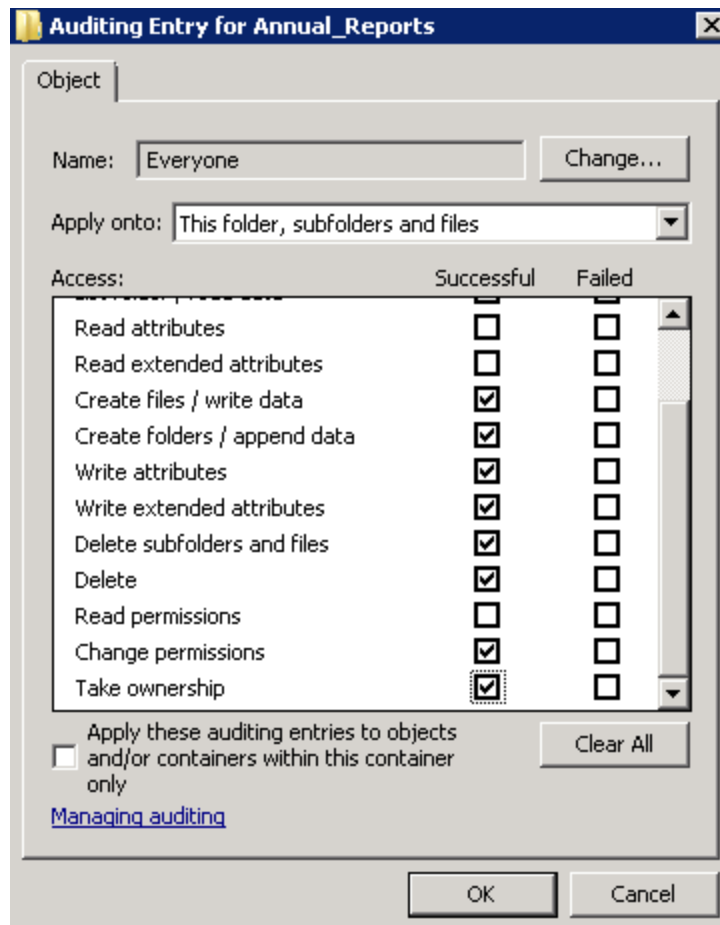 Auditing Entry for Annual_Reports
Object
Name: Everyone Change...
Apply onto: This folder, subfolders and files
Access: Successful Failed
Read attributes
Read extended attributes
Create files / write data
Create folders / append data
Write attributes
Write extended attributes
Delete subfolders and files
Delete
Read permissions
Change permissions
Take ownership
Apply these auditing entries to objects
and/or containers within this container
only
Clear All
Managing auditing
OK Cancel